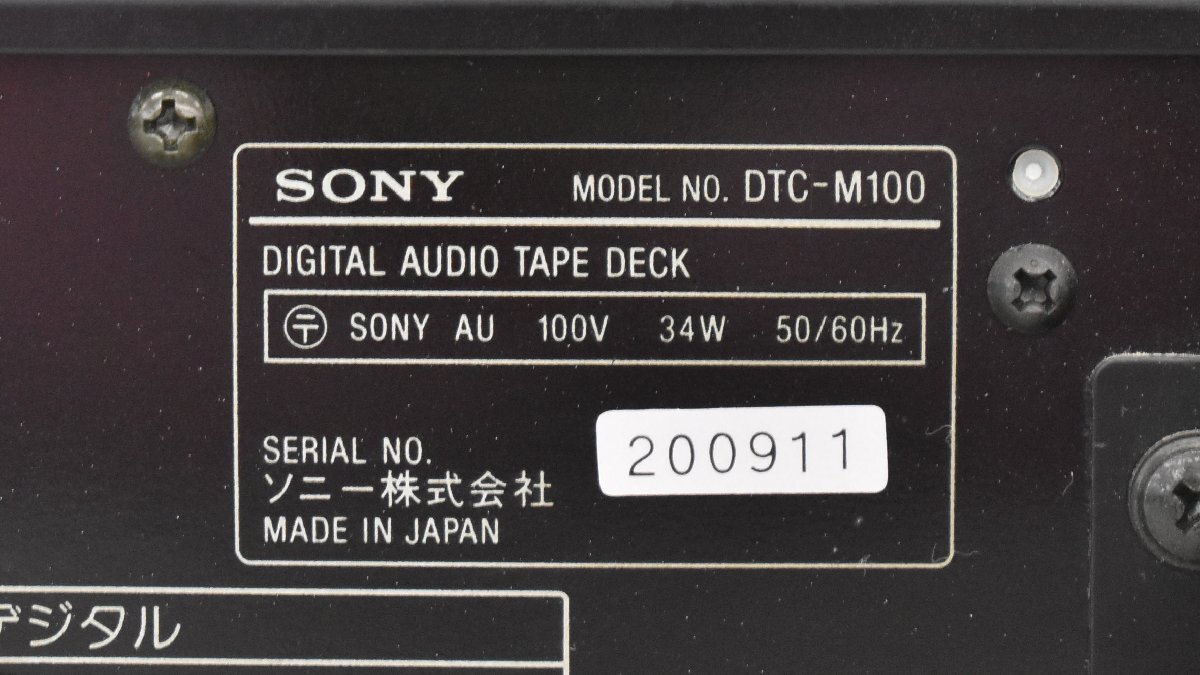 SONY MODEL NO. DTC-M100
DIGITAL AUDIO TAPE DECK
〒 SONY AU 100V 34W 50/60Hz
SERIAL NO. 200911
ソニー株式会社
MADE IN JAPAN
デジタル